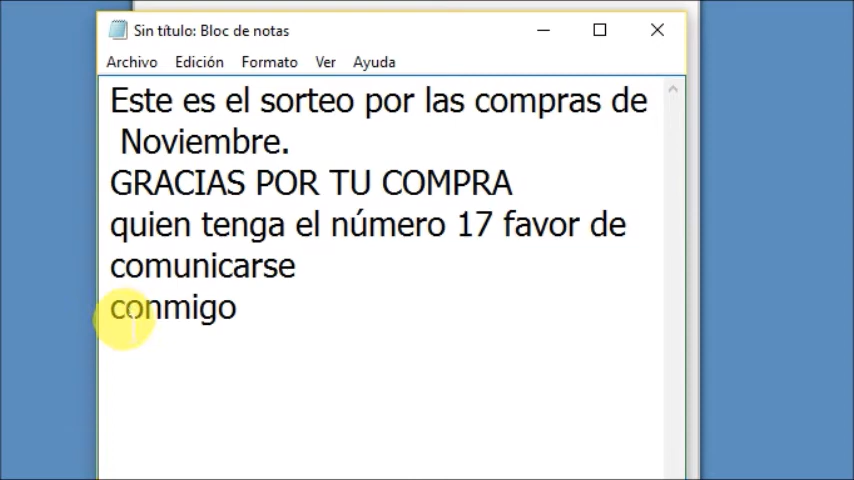 Sin título: Bloc de notas
Archivo Edición Formato Ver Ayuda
Este es el sorteo por las compras de
Noviembre.
GRACIAS POR TU COMPRA
quien tenga el número 17 favor de
comunicarse
conmigo